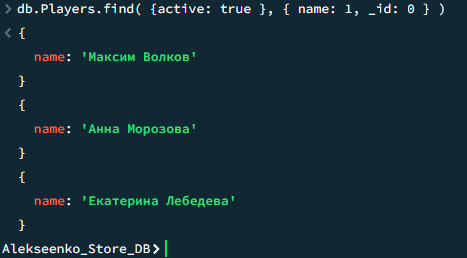 > db.Players.find( {active: true }, { name: 1, _id: 0 } )
< {
name: 'Максим Волков'
}
{
name: 'Анна Морозова'
}
{
name: 'Екатерина Лебедева'
}
Alekseenko_Store_DB>